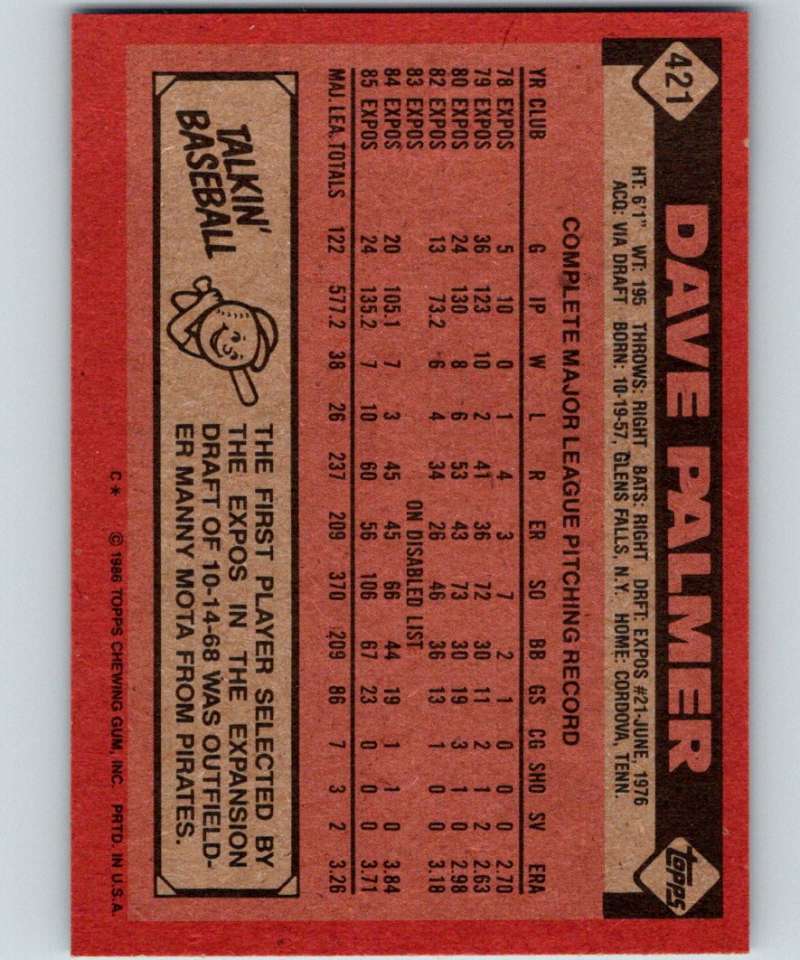 421
DAVE PALMER
topps
HT: 6'1" WT: 195 THROWS: RIGHT BATS: RIGHT DRFT: EXPOS #21-JUNE, 1976
ACQ: VIA DRAFT BORN: 10-19-57, GLENS FALLS, N.Y. HOME: CORDOVA, TENN.
COMPLETE MAJOR LEAGUE PITCHING RECORD
YR CLUB G IP W L R ER SO BB GS CG SHO SV ERA
78 EXPOS 5 10 0 1 4 3 7 2 1 0 0 0 2.70
79 EXPOS 36 123 10 2 41 36 72 30 11 2 1 2 2.63
80 EXPOS 24 130 8 6 53 43 73 30 19 3 1 0 2.98
82 EXPOS 13 73.2 6 4 34 26 46 36 13 1 0 0 3.18
83 EXPOS ON DISABLED LIST
84 EXPOS 20 105.1 7 3 45 45 66 44 19 1 1 0 3.84
85 EXPOS 24 135.2 7 10 60 56 106 67 23 0 0 0 3.71
MAJ. LEA. TOTALS 122 577.2 38 26 237 209 370 209 86 7 3 2 3.26
TALKIN' BASEBALL
THE FIRST PLAYER SELECTED BY
THE EXPOS IN THE EXPANSION
DRAFT OF 10-14-68 WAS OUTFIELD-
ER MANNY MOTA FROM PIRATES.
C* © 1986 TOPPS CHEWING GUM, INC. PRTD. IN U.S.A.